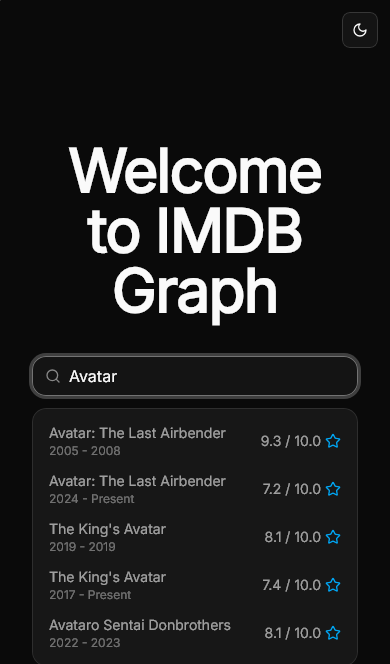 Welcome
to IMDB
Graph
Avatar
Avatar: The Last Airbender
2005 - 2008
9.3 / 10.0
Avatar: The Last Airbender
2024 - Present
7.2 / 10.0
The King's Avatar
2019 - 2019
8.1 / 10.0
The King's Avatar
2017 - Present
7.4 / 10.0
Avataro Sentai Donbrothers
2022 - 2023
8.1 / 10.0